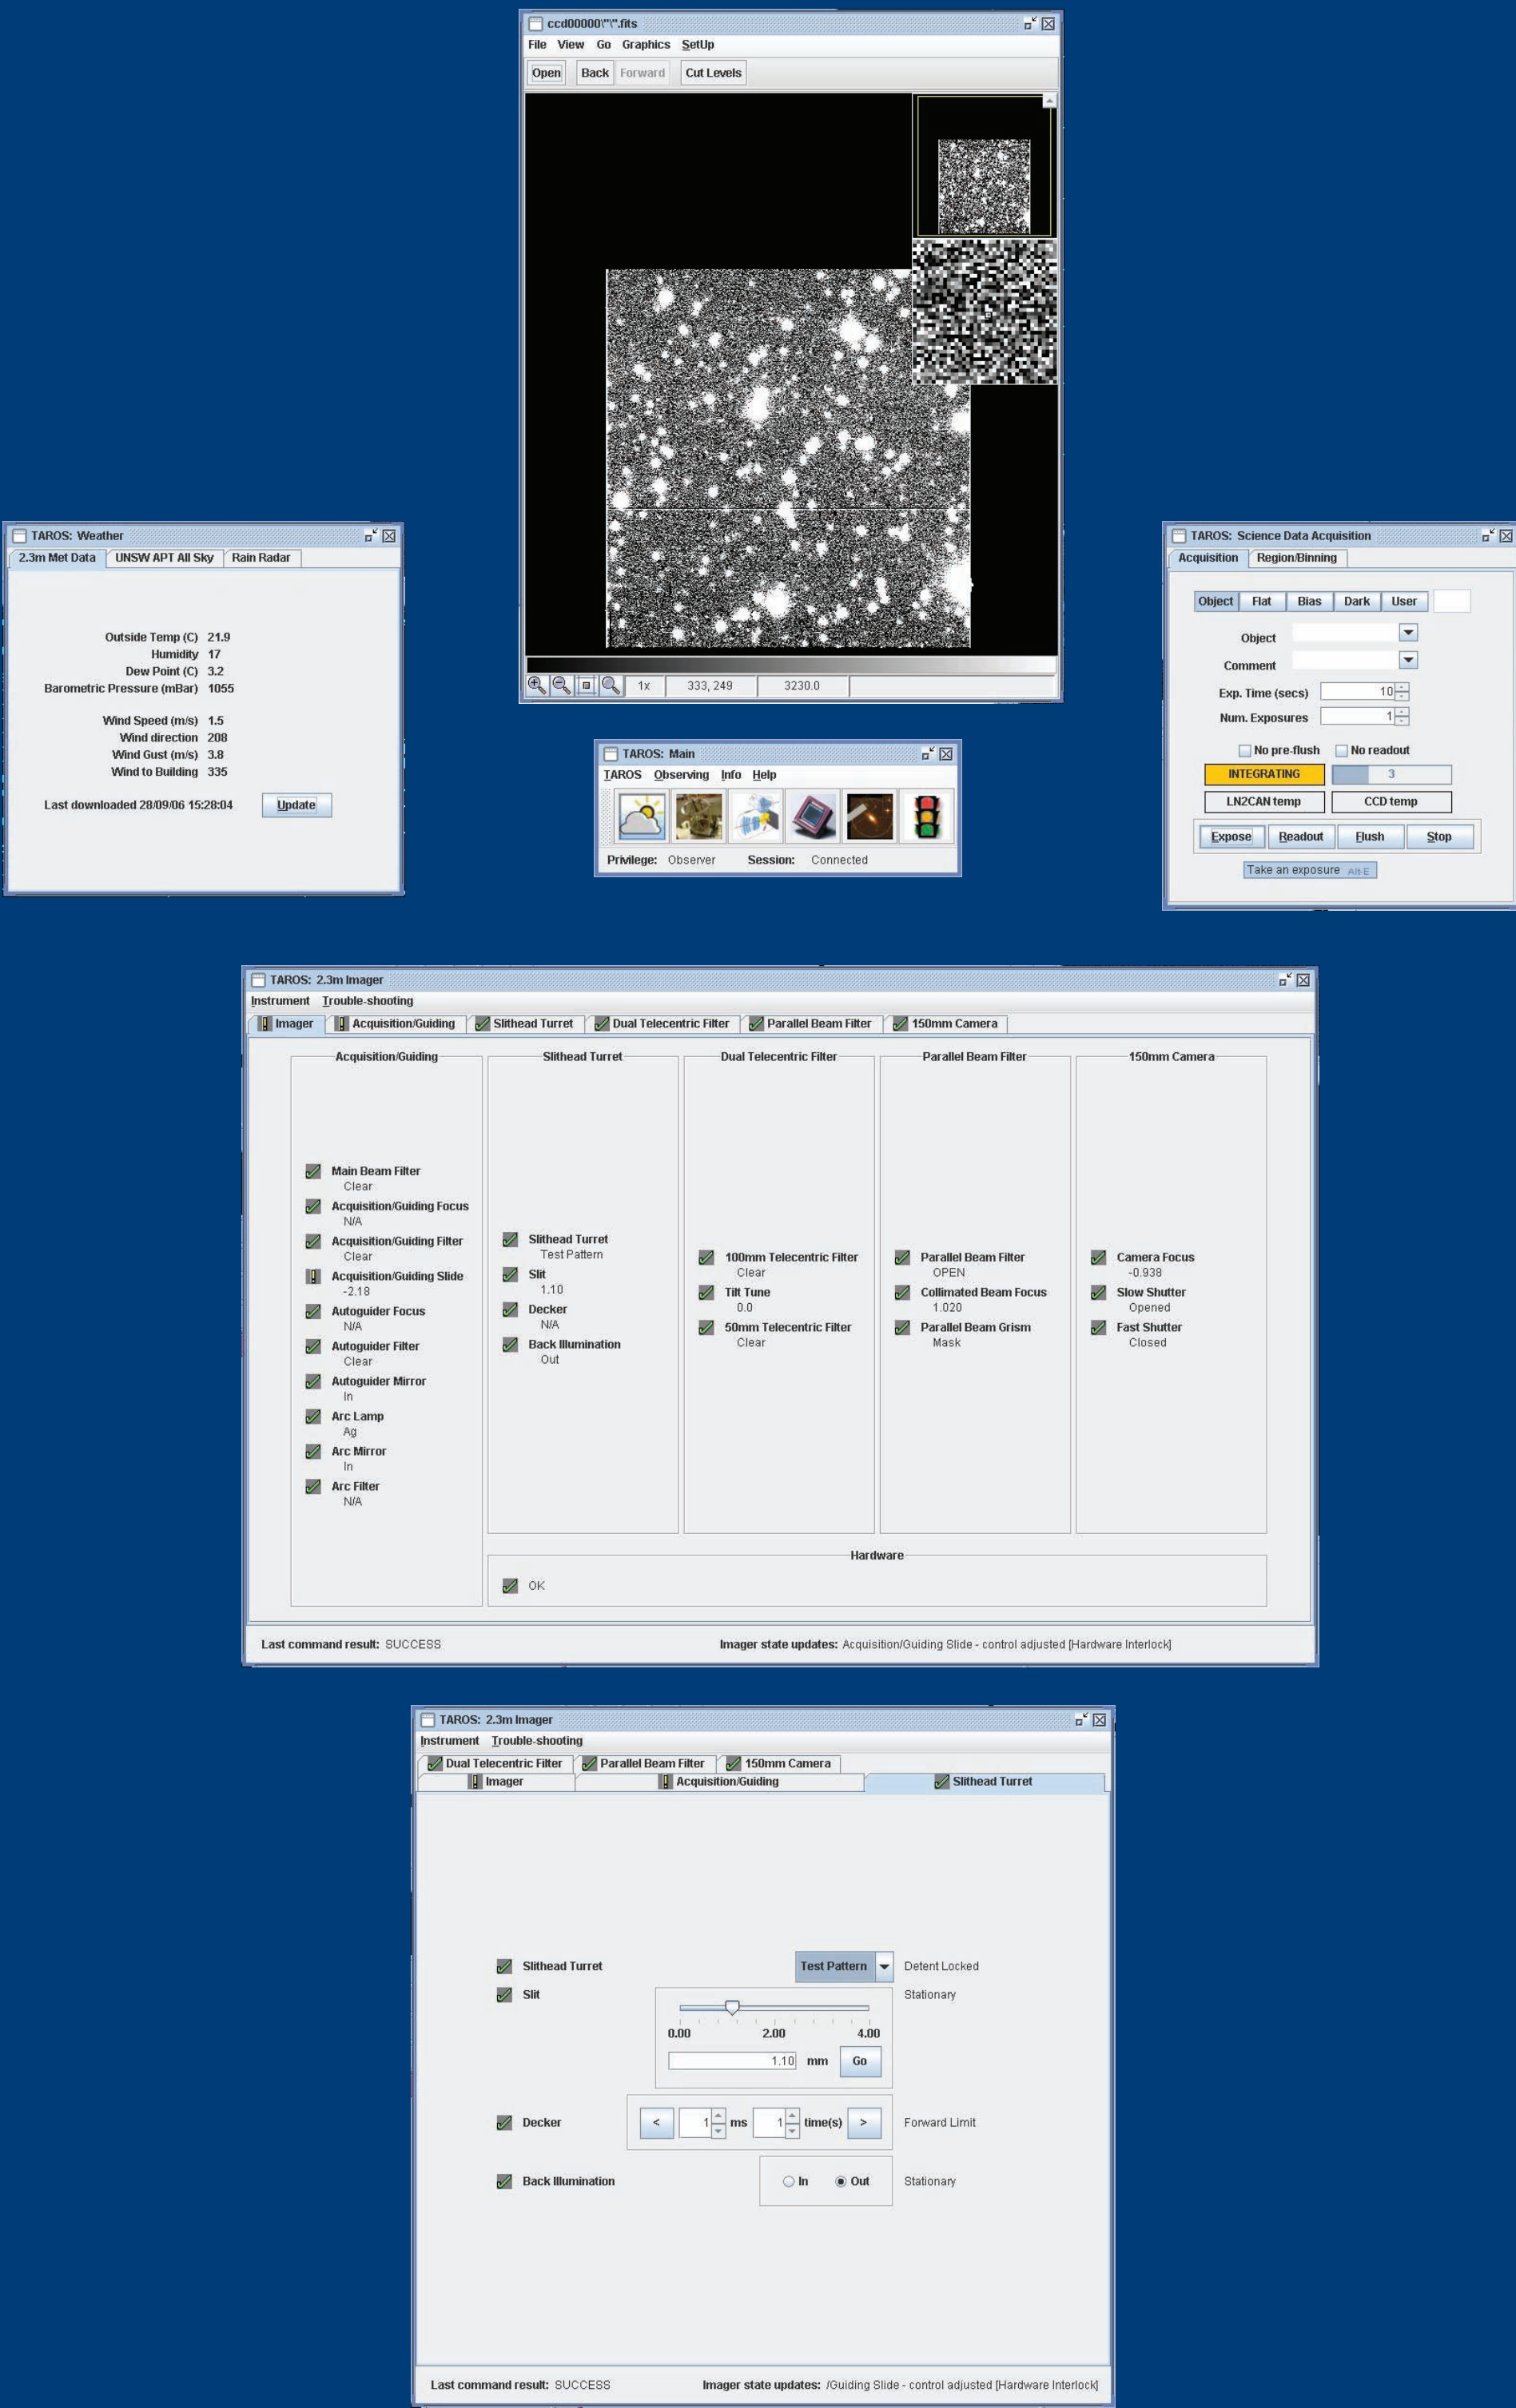 ccd00000\"\".fits
File View Go Graphics SetUp
Open Back Forward Cut Levels
1x 333, 249 3230.0
TAROS: Weather
2.3m Met Data UNSW APT All Sky Rain Radar
Outside Temp (C) 21.9
Humidity 17
Dew Point (C) 3.2
Barometric Pressure (mBar) 1055
Wind Speed (m/s) 1.5
Wind direction 208
Wind Gust (m/s) 3.8
Wind to Building 335
Last downloaded 28/09/06 15:28:04 Update
TAROS: Main
TAROS Observing Info Help
Privilege: Observer Session: Connected
TAROS: Science Data Acquisition
Acquisition Region/Binning
Object Flat Bias Dark User
Object
Comment
Exp. Time (secs) 10
Num. Exposures 1
No pre-flush No readout
INTEGRATING 3
LN2CAN temp CCD temp
Expose Readout Flush Stop
Take an exposure Alt-E
TAROS: 2.3m Imager
Instrument Trouble-shooting
Imager Acquisition/Guiding Slithead Turret Dual Telecentric Filter Parallel Beam Filter 150mm Camera
Acquisition/Guiding
Main Beam Filter
Clear
Acquisition/Guiding Focus
N/A
Acquisition/Guiding Filter
Clear
Acquisition/Guiding Slide
-2.18
Autoguider Focus
N/A
Autoguider Filter
Clear
Autoguider Mirror
In
Arc Lamp
Ag
Arc Mirror
In
Arc Filter
N/A
Slithead Turret
Slithead Turret
Test Pattern
Slit
1.10
Decker
N/A
Back Illumination
Out
Dual Telecentric Filter
100mm Telecentric Filter
Clear
Tilt Tune
0.0
50mm Telecentric Filter
Clear
Parallel Beam Filter
Parallel Beam Filter
OPEN
Collimated Beam Focus
1.020
Parallel Beam Grism
Mask
150mm Camera
Camera Focus
-0.938
Slow Shutter
Opened
Fast Shutter
Closed
Hardware
OK
Last command result: SUCCESS Imager state updates: Acquisition/Guiding Slide - control adjusted [Hardware Interlock]
TAROS: 2.3m Imager
Instrument Trouble-shooting
Dual Telecentric Filter Parallel Beam Filter 150mm Camera
Imager Acquisition/Guiding Slithead Turret
Slithead Turret Test Pattern Detent Locked
Slit Stationary
0.00 2.00 4.00
1.10 mm Go
Decker < 1 ms 1 time(s) > Forward Limit
Back Illumination In Out Stationary
Last command result: SUCCESS Imager state updates: /Guiding Slide - control adjusted [Hardware Interlock]